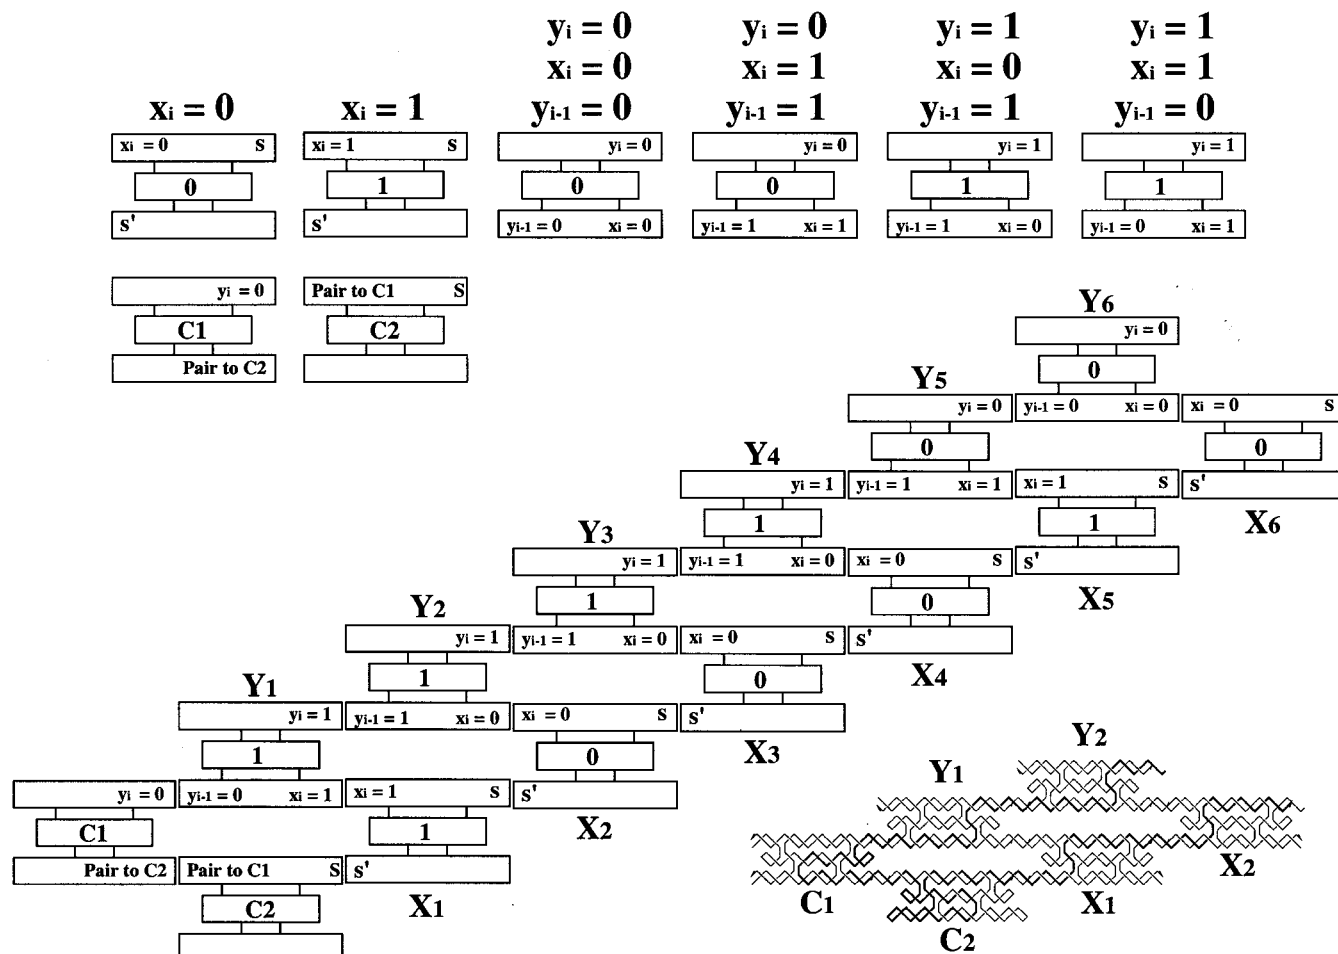 yi = 0 yi = 0 yi = 1 yi = 1
xi = 0 xi = 1 xi = 0 xi = 1
xi = 0 xi = 1 yi-1 = 0 yi-1 = 1 yi-1 = 1 yi-1 = 0
xi = 0 S xi = 1 S yi = 0 yi = 0 yi = 1 yi = 1
0 1 0 0 1 1
s' s' yi-1 = 0 xi = 0 yi-1 = 1 xi = 1 yi-1 = 1 xi = 0 yi-1 = 0 xi = 1
yi = 0 Pair to C1 S
C1 C2
Pair to C2
Y6
yi = 0
0
Y5
yi = 0 yi-1 = 0 xi = 0 xi = 0 S
0 0
Y4
yi = 1 yi-1 = 1 xi = 1 xi = 1 S s'
1 1 X6
Y3
yi = 1 yi-1 = 1 xi = 0 xi = 0 S s'
1 0 X5
Y2
yi = 1 yi-1 = 1 xi = 0 xi = 0 S s'
1 0 X4
Y1
yi = 1 yi-1 = 1 xi = 0 xi = 0 S s'
1 0 X3
yi = 0 yi-1 = 0 xi = 1 xi = 1 S s'
C1 1 X2
Pair to C2 Pair to C1 S s'
C2 X1
Y2
Y1
X2
C1 X1
C2